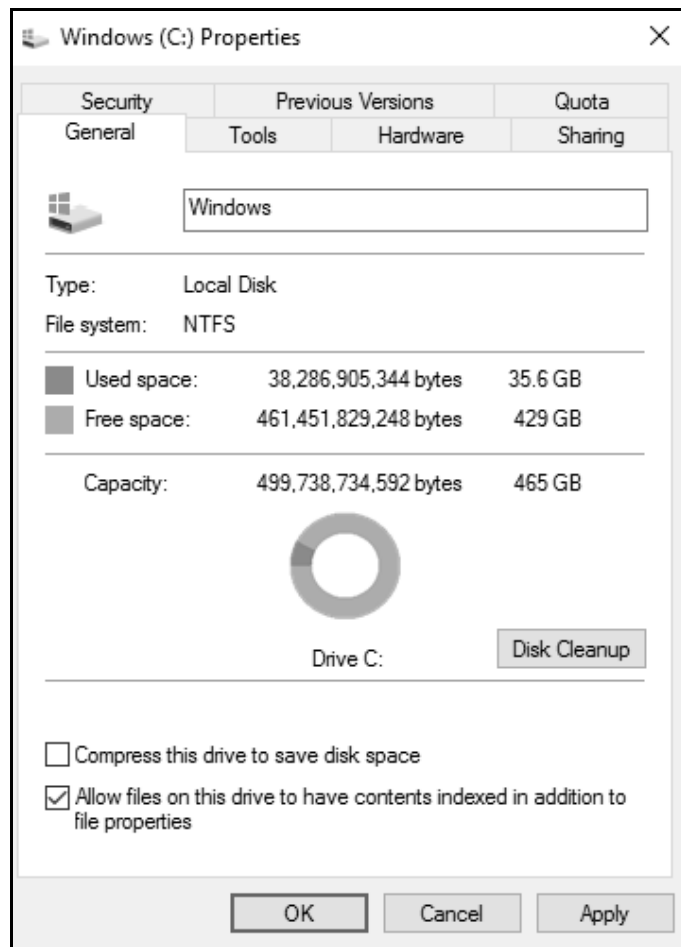 Windows (C:) Properties
Security Previous Versions Quota
General Tools Hardware Sharing
Windows
Type: Local Disk
File system: NTFS
Used space: 38,286,905,344 bytes 35.6 GB
Free space: 461,451,829,248 bytes 429 GB
Capacity: 499,738,734,592 bytes 465 GB
Drive C: Disk Cleanup
Compress this drive to save disk space
Allow files on this drive to have contents indexed in addition to
file properties
OK Cancel Apply